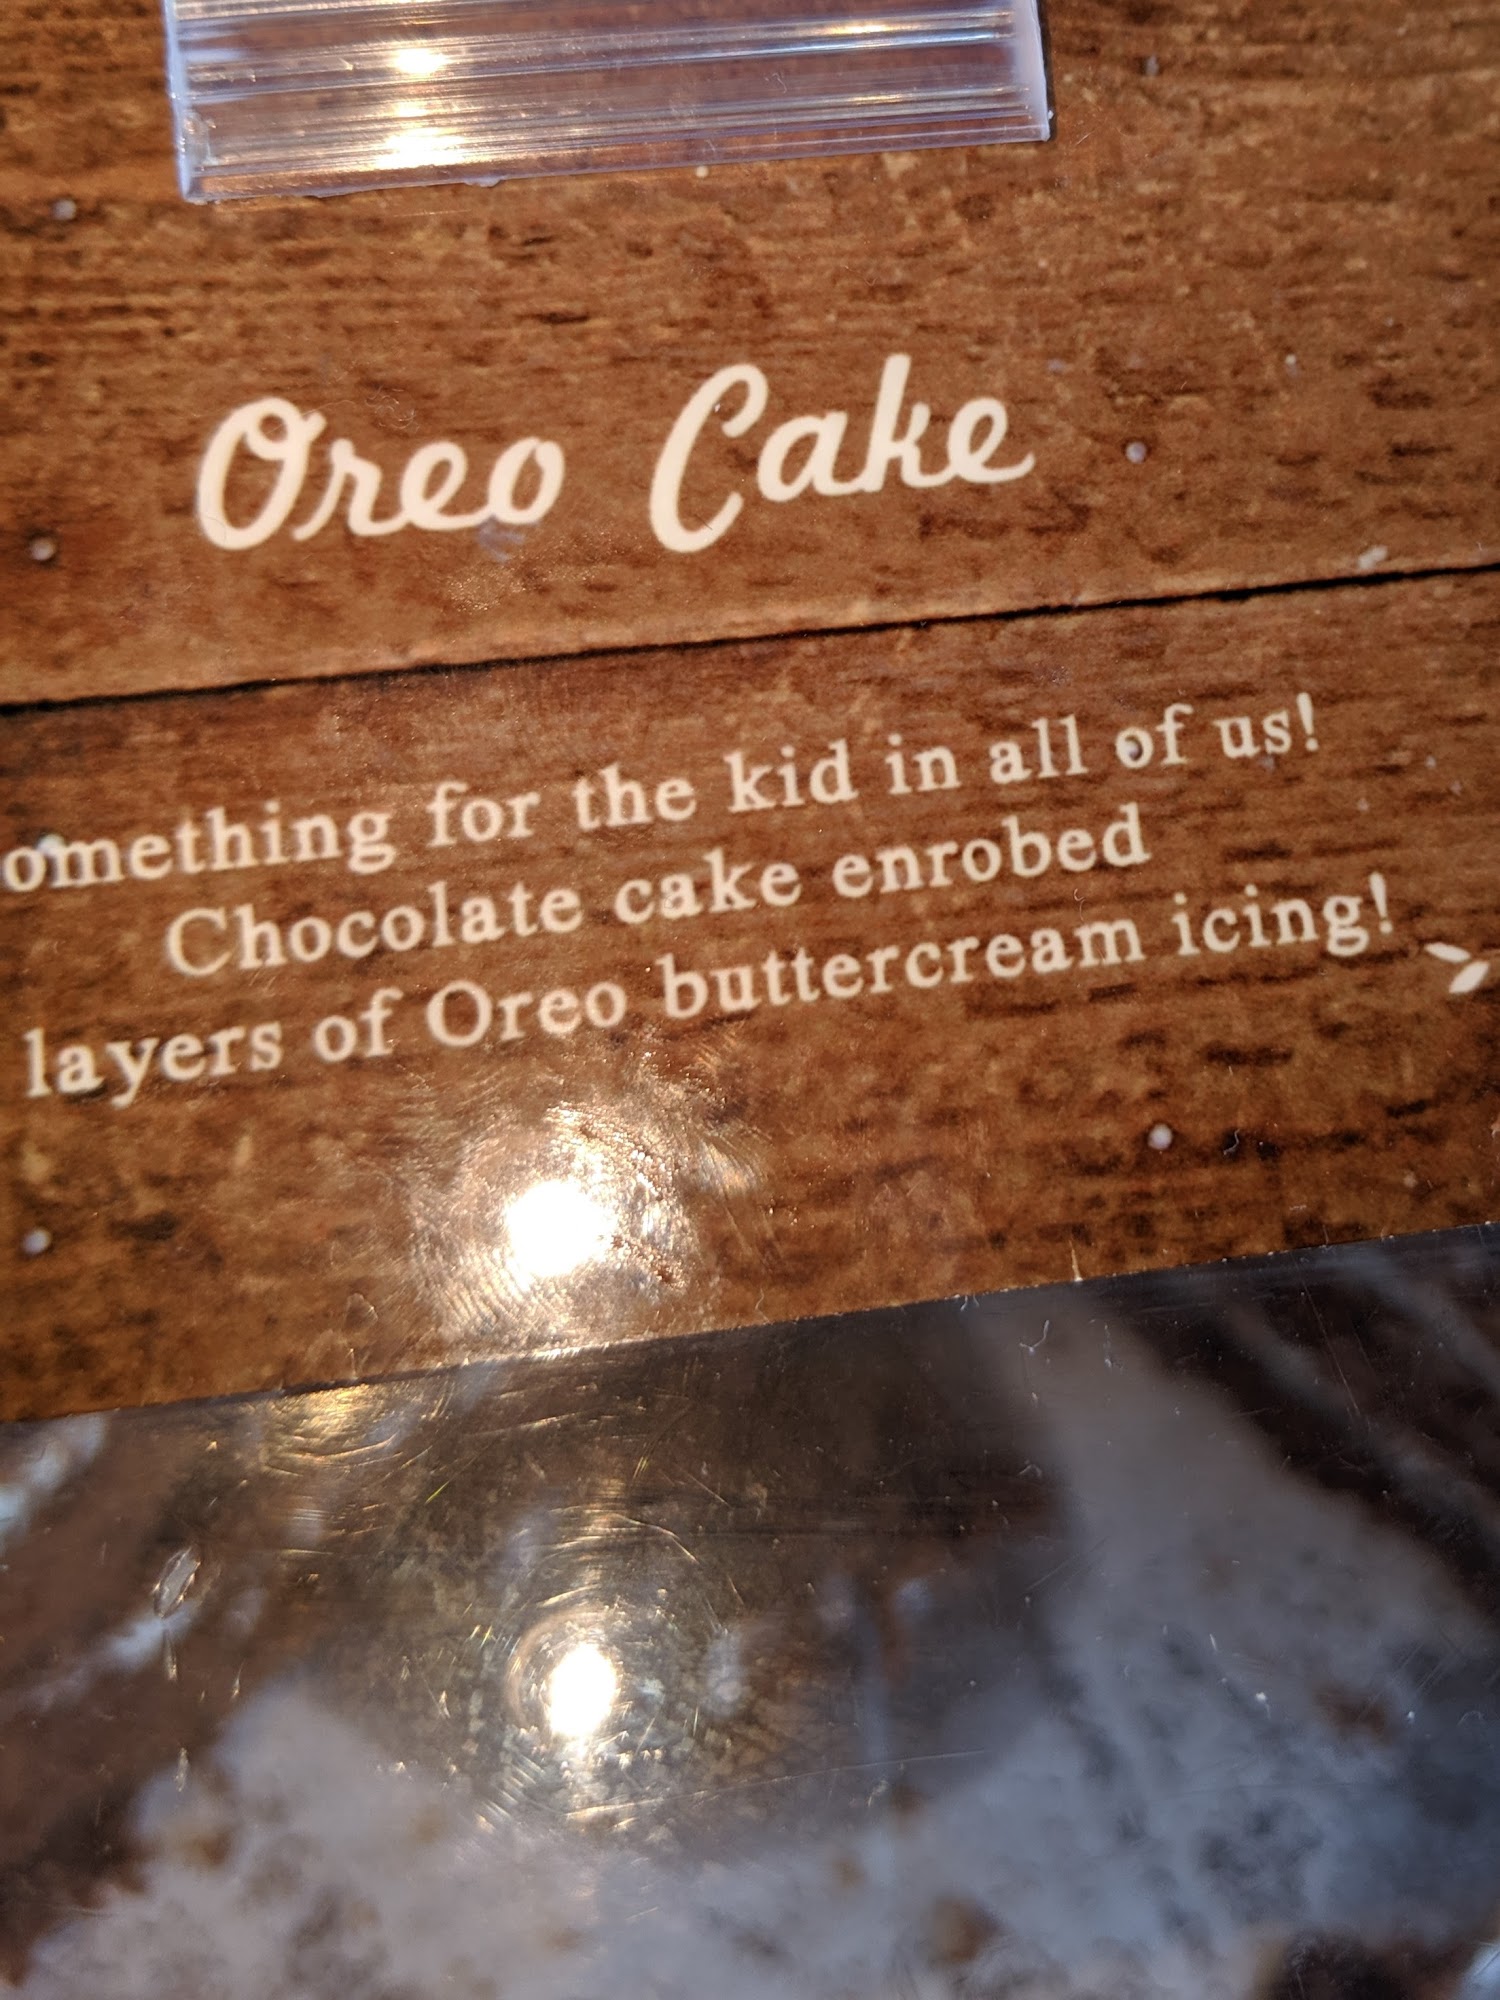 Oreo Cake
omething for the kid in all of us!
Chocolate cake enrobed
layers of Oreo buttercream icing!